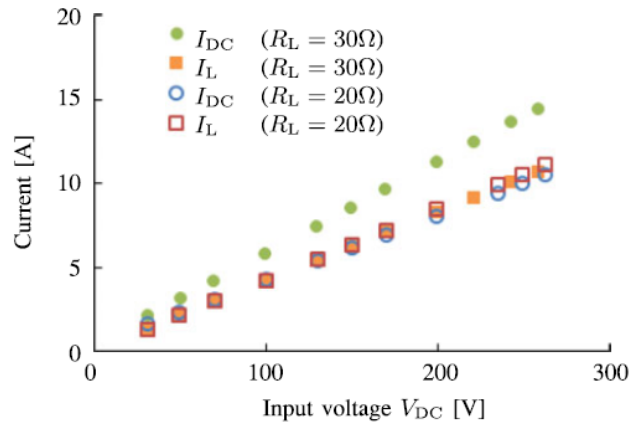 20
15
10
5
0
Current [A]
I_DC (R_L = 30Ω)
I_L (R_L = 30Ω)
I_DC (R_L = 20Ω)
I_L (R_L = 20Ω)
0 100 200 300
Input voltage V_DC [V]